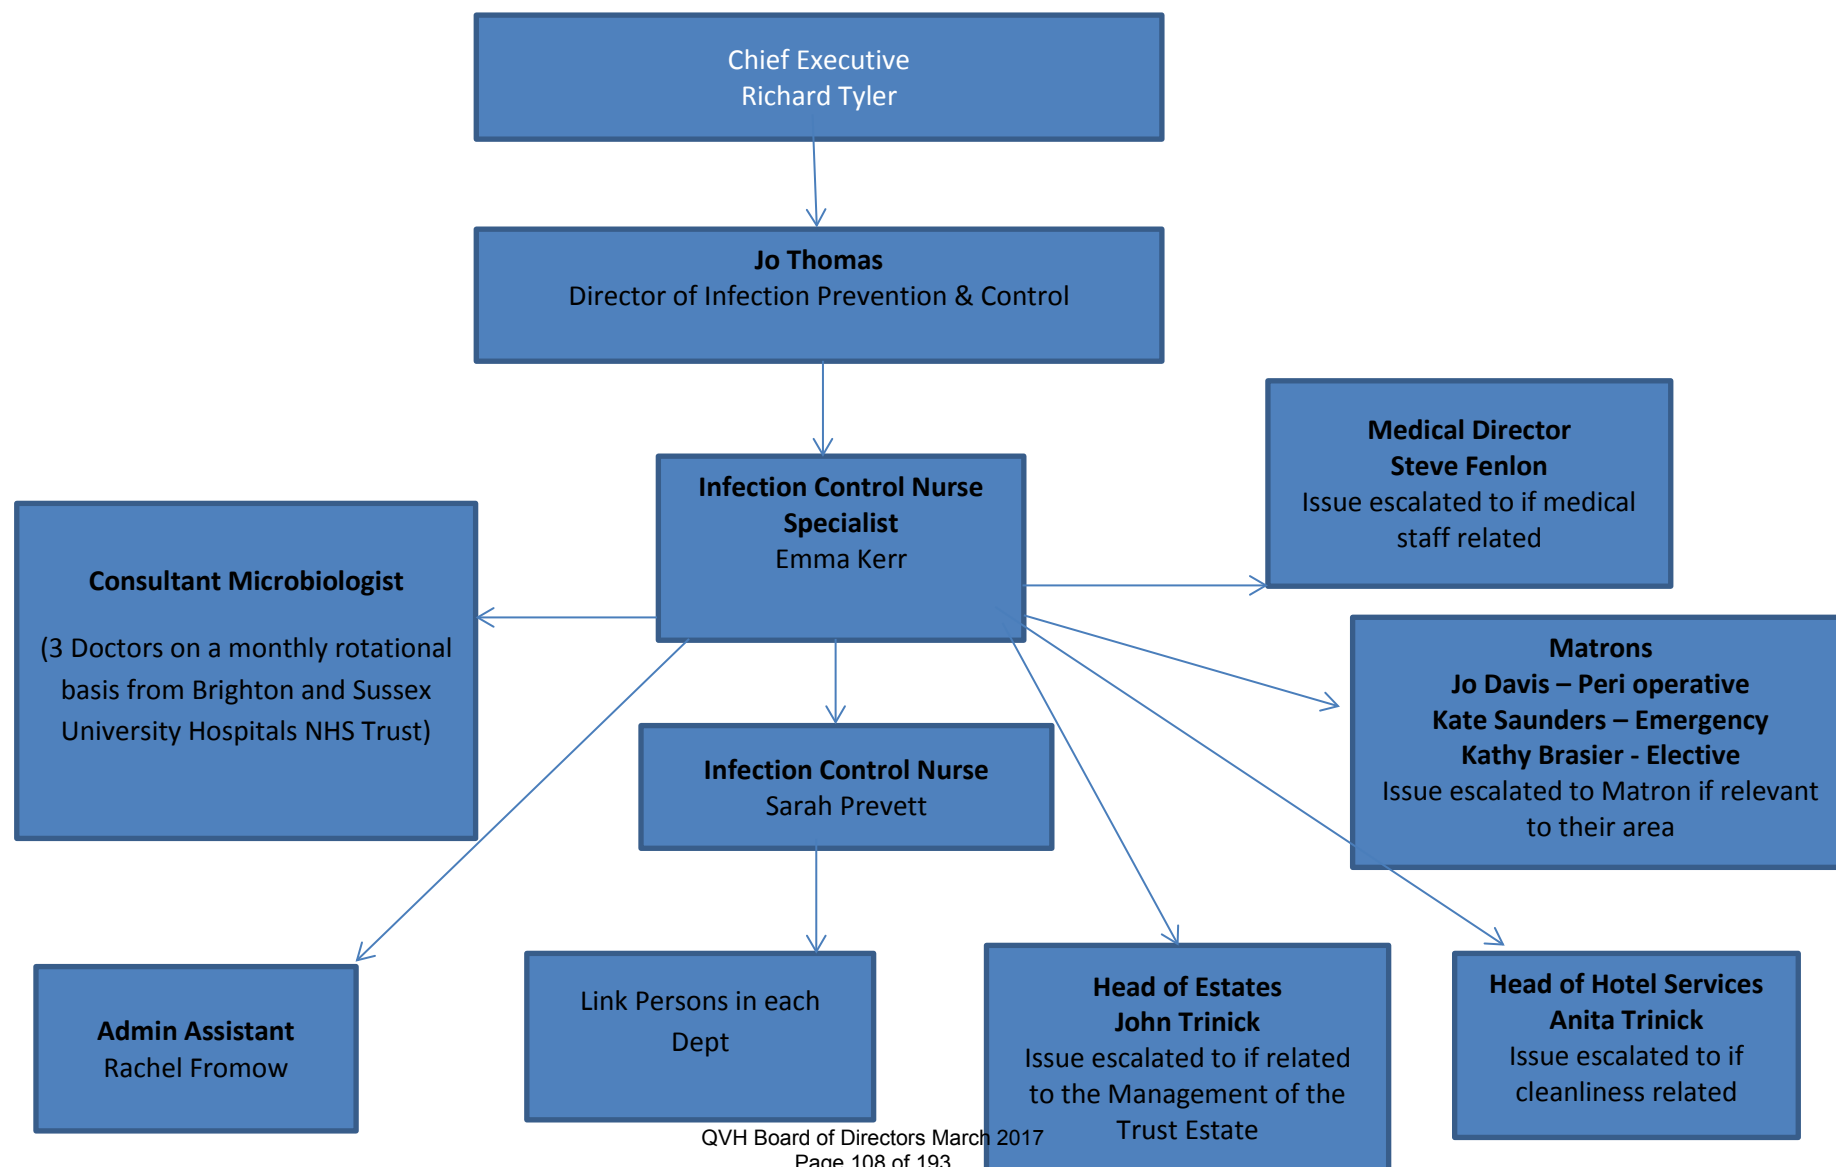 Chief Executive
Richard Tyler
Jo Thomas
Director of Infection Prevention & Control
Medical Director
Steve Fenlon
Issue escalated to if medical
staff related
Infection Control Nurse
Specialist
Emma Kerr
Consultant Microbiologist
(3 Doctors on a monthly rotational
basis from Brighton and Sussex
University Hospitals NHS Trust)
Matrons
Jo Davis – Peri operative
Kate Saunders – Emergency
Kathy Brasier - Elective
Issue escalated to Matron if relevant
to their area
Infection Control Nurse
Sarah Prevett
Admin Assistant
Rachel Fromow
Link Persons in each
Dept
Head of Estates
John Trinick
Issue escalated to if related
to the Management of the
Trust Estate
Head of Hotel Services
Anita Trinick
Issue escalated to if
cleanliness related
QVH Board of Directors March 2017
Page 108 of 193